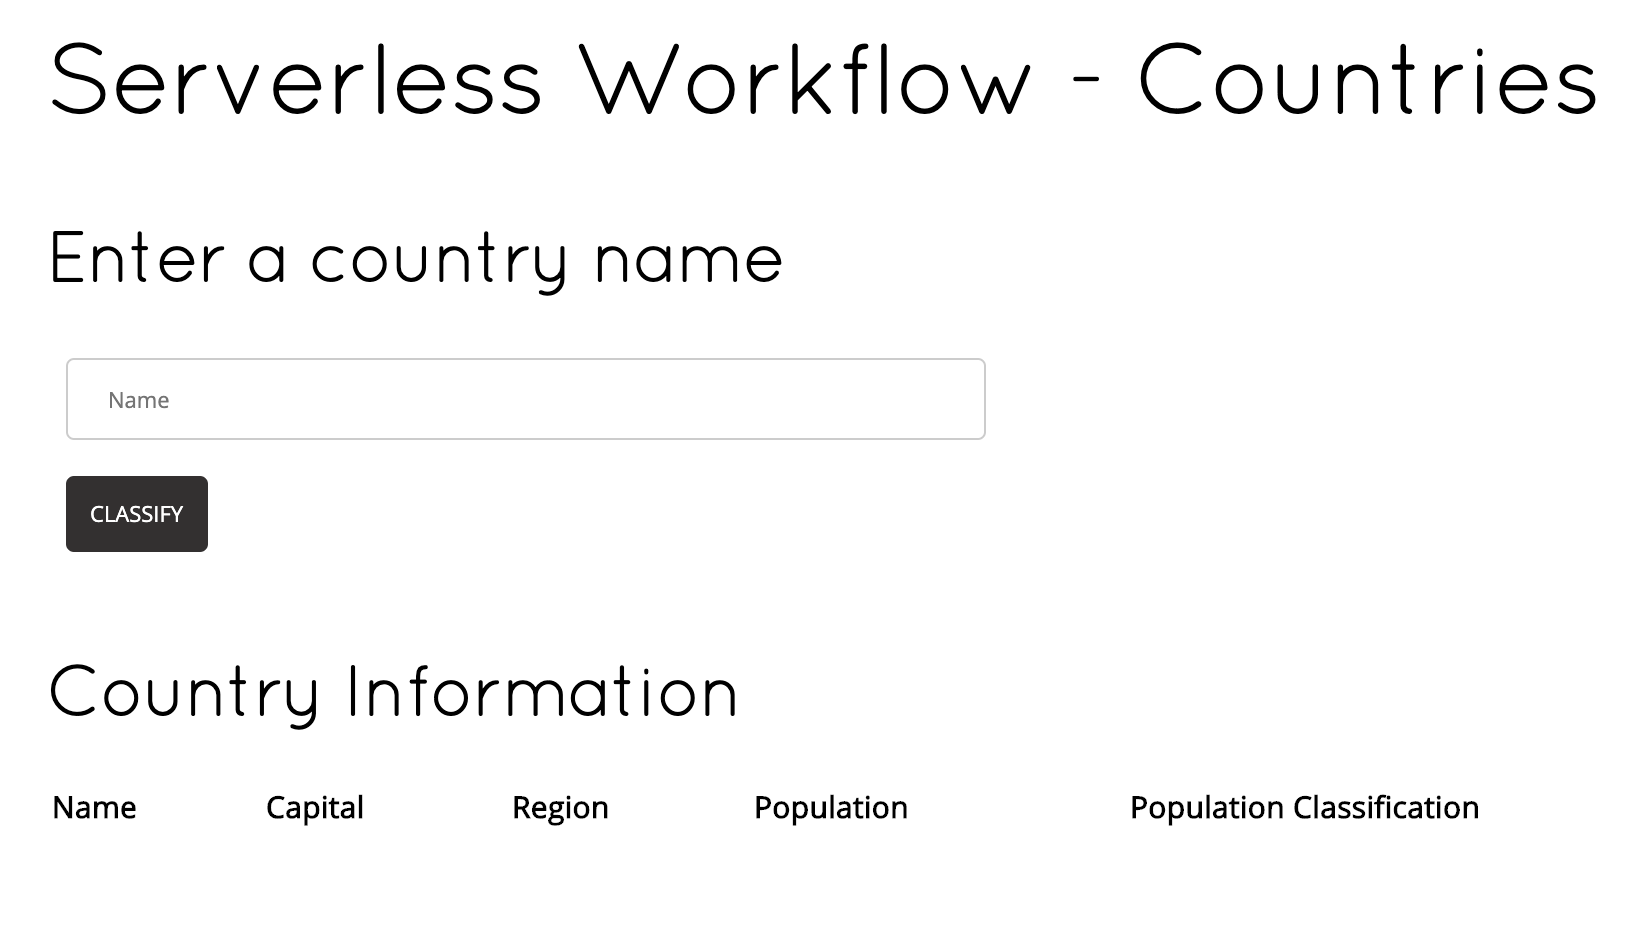 Serverless Workflow - Countries
Enter a country name
Name
CLASSIFY
Country Information
Name Capital Region Population Population Classification